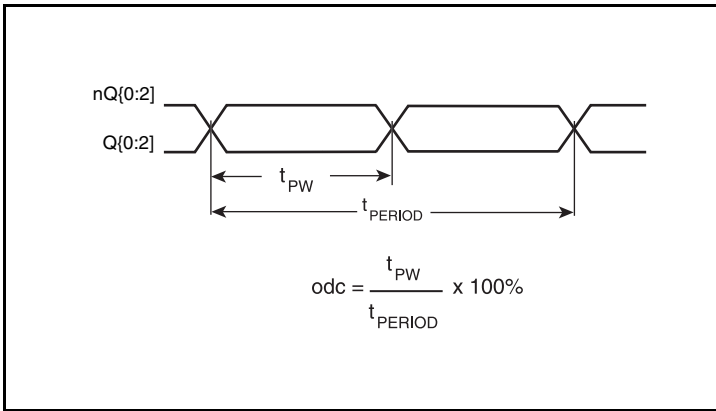 nQ{0:2]
Q{0:2]
tPW
tPERIOD
odc = tPW / tPERIOD x 100%